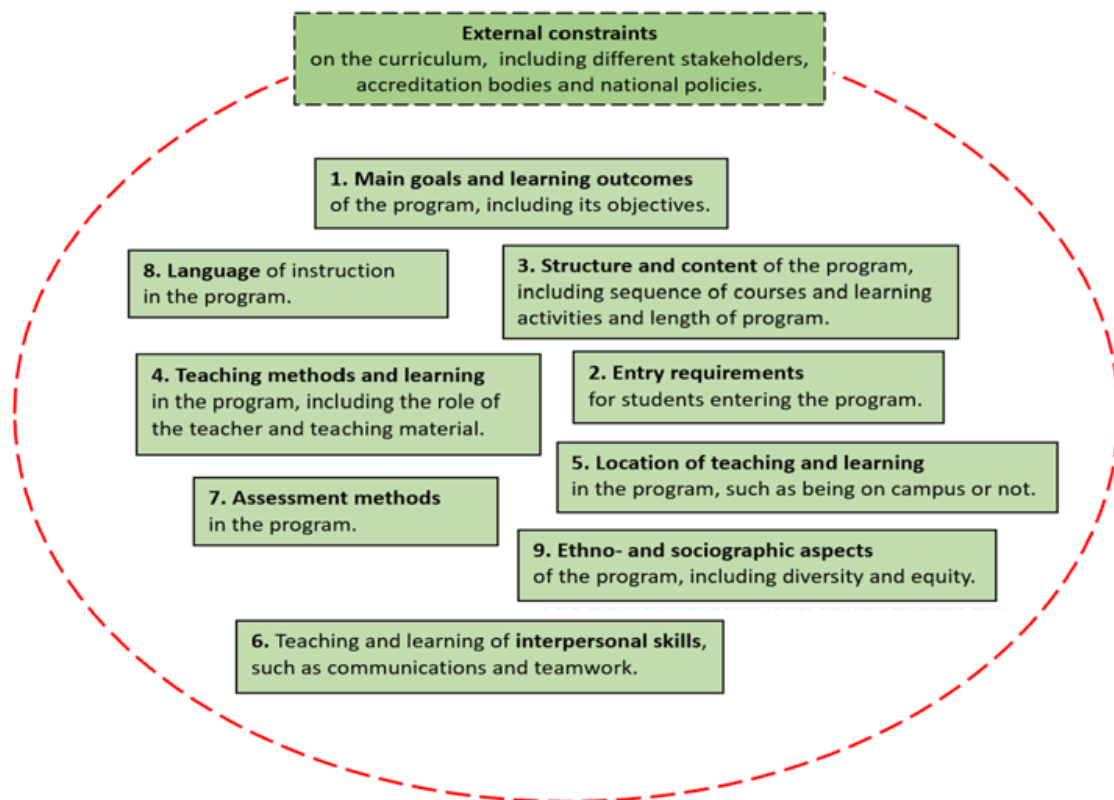 External constraints
on the curriculum, including different stakeholders,
accreditation bodies and national policies.
1. Main goals and learning outcomes
of the program, including its objectives.
8. Language of instruction
in the program.
3. Structure and content of the program,
including sequence of courses and learning
activities and length of program.
4. Teaching methods and learning
in the program, including the role of
the teacher and teaching material.
2. Entry requirements
for students entering the program.
5. Location of teaching and learning
in the program, such as being on campus or not.
7. Assessment methods
in the program.
9. Ethno- and sociographic aspects
of the program, including diversity and equity.
6. Teaching and learning of interpersonal skills,
such as communications and teamwork.